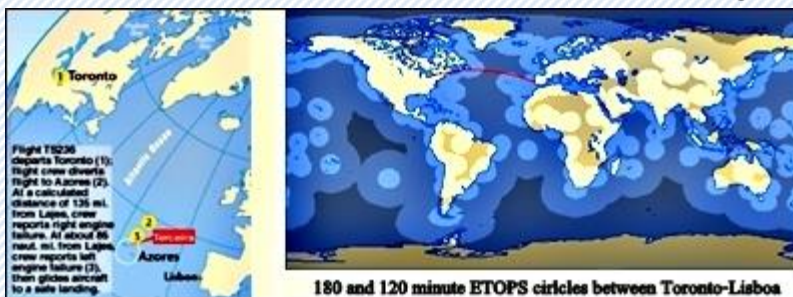 Toronto
1
Atlantic Ocean
Flight TS236
departs Toronto (1);
flight crew diverts
flight to Azores (2).
At a calculated
distance of 135 mi.
from Lajes, crew
reports right engine
failure. At about 85
naut. mi. from Lajes,
crew reports left
engine failure (3),
then glides aircraft
to a safe landing.
2
3
Terceira
Azores
Lisbon
180 and 120 minute ETOPS cirlcles between Toronto-Lisboa